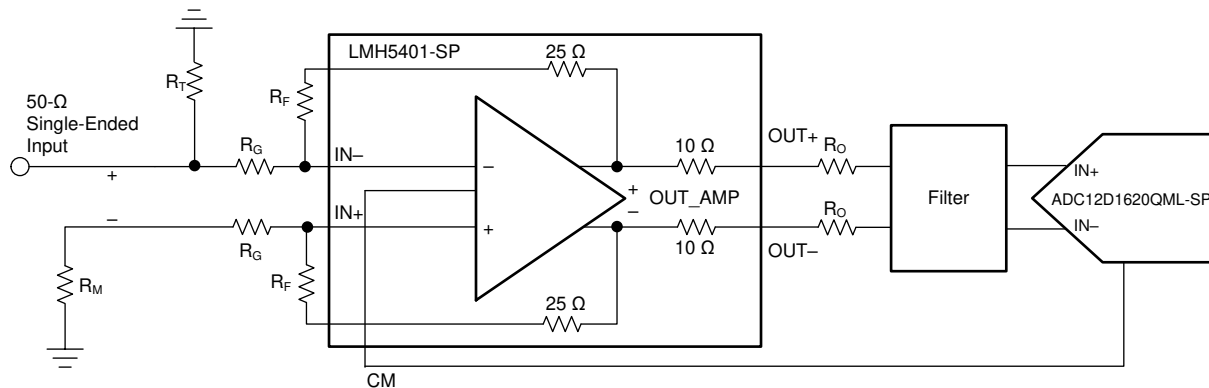 LMH5401-SP
25 Ω
R_T
R_F
50-Ω
Single-Ended
Input
R_G
IN–
10 Ω
OUT+
R_O
+
–
+
OUT_AMP
Filter
IN+
ADC12D1620QML-SP
–
IN+
+
–
R_O
IN–
R_G
10 Ω
OUT–
R_M
R_F
25 Ω
CM